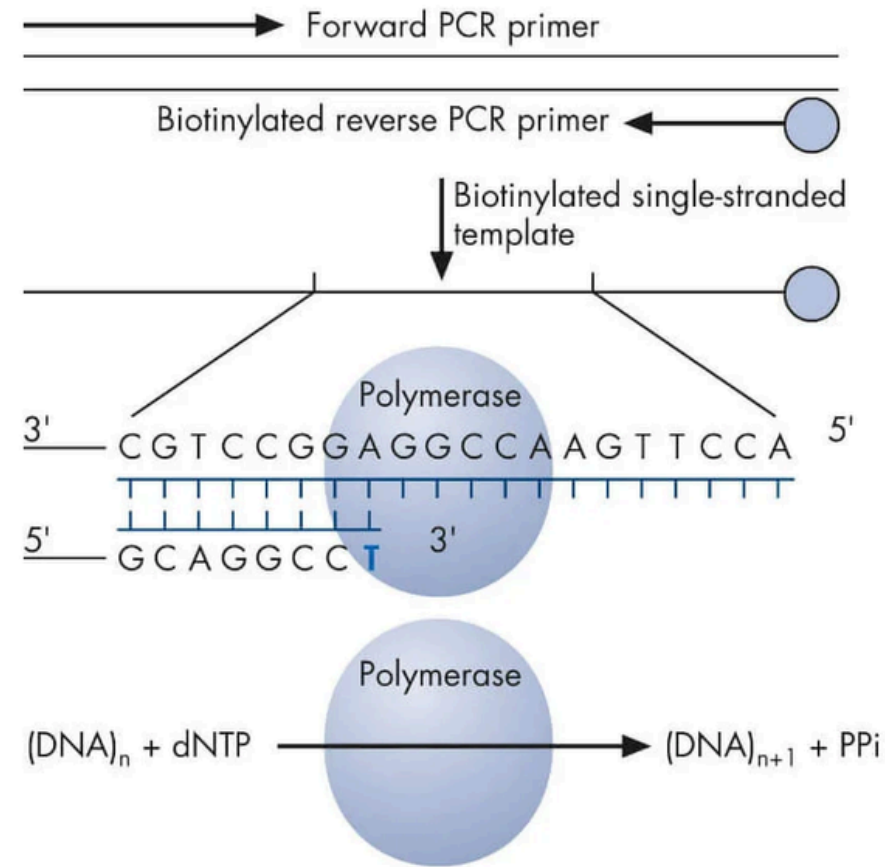 Forward PCR primer
Biotinylated reverse PCR primer
Biotinylated single-stranded
template
Polymerase
3' C G T C C G G A G G C C A A G T T C C A 5'
5' G C A G G C C T 3'
Polymerase
(DNA)n + dNTP (DNA)n+1 + PPi